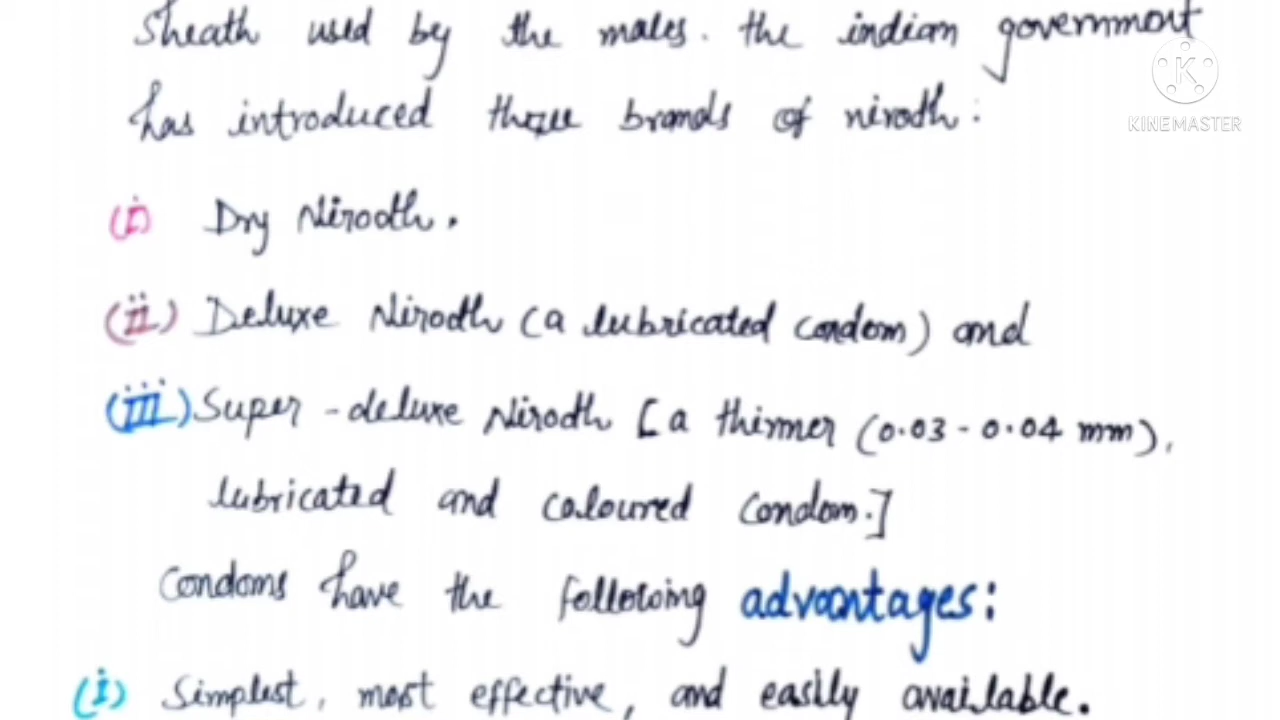 Sheath used by the males. the indian government
has introduced three brands of nirodh:
(i) Dry Nirodh.
(ii) Deluxe Nirodh (a lubricated condom) and
(iii) Super-deluxe Nirodh [a thinner (0.03 - 0.04 mm),
lubricated and coloured condom.]
Condoms have the following advantages:
(i) Simplest, most effective, and easily available.
KINEMASTER